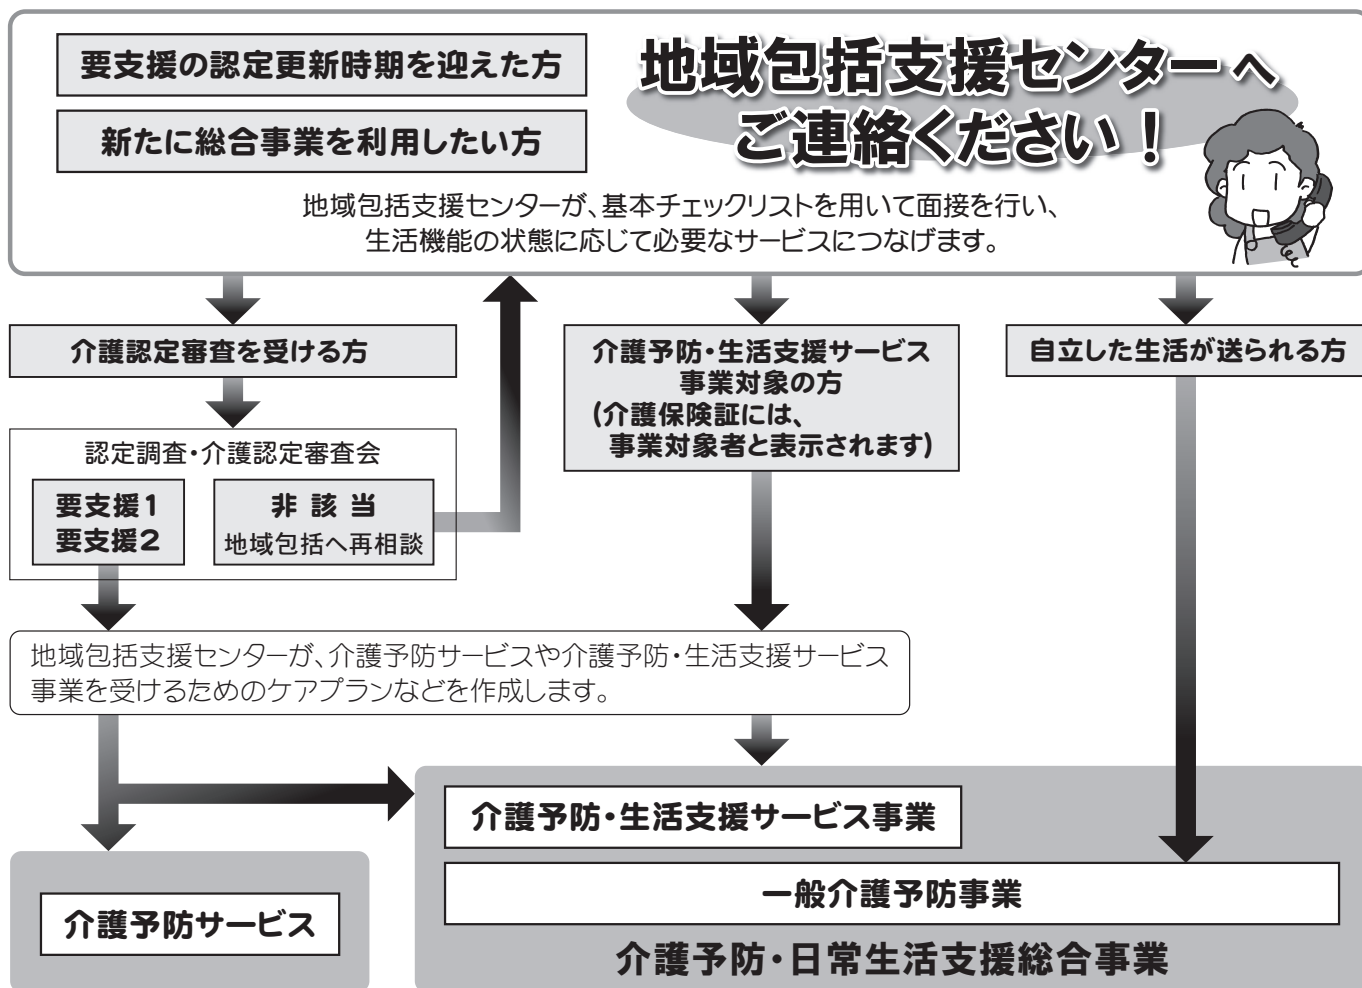 要支援の認定更新時期を迎えた方
新たに総合事業を利用したい方
地域包括支援センターへ
ご連絡ください！
地域包括支援センターが、基本チェックリストを用いて面接を行い、
生活機能の状態に応じて必要なサービスにつなげます。
介護認定審査を受ける方
認定調査・介護認定審査会
要支援1
要支援2
非該当
地域包括へ再相談
介護予防・生活支援サービス
事業対象の方
(介護保険証には、
事業対象者と表示されます)
自立した生活が送られる方
地域包括支援センターが、介護予防サービスや介護予防・生活支援サービス
事業を受けるためのケアプランなどを作成します。
介護予防サービス
介護予防・生活支援サービス事業
一般介護予防事業
介護予防・日常生活支援総合事業